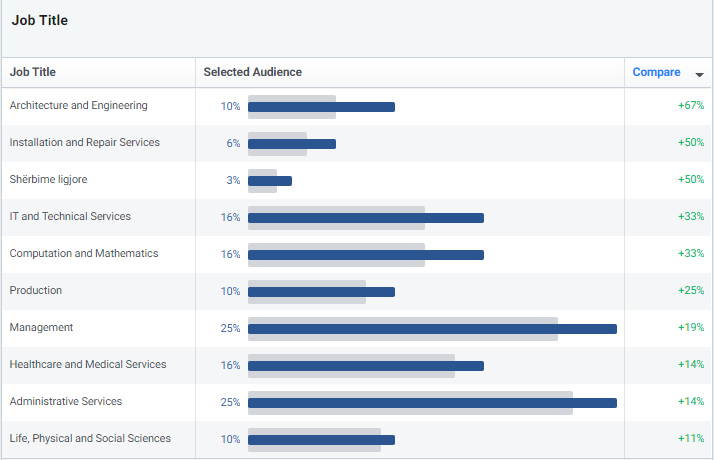 Job Title
Job Title Selected Audience Compare
Architecture and Engineering 10% +67%
Installation and Repair Services 6% +50%
Shërbime ligjore 3% +50%
IT and Technical Services 16% +33%
Computation and Mathematics 16% +33%
Production 10% +25%
Management 25% +19%
Healthcare and Medical Services 16% +14%
Administrative Services 25% +14%
Life, Physical and Social Sciences 10% +11%